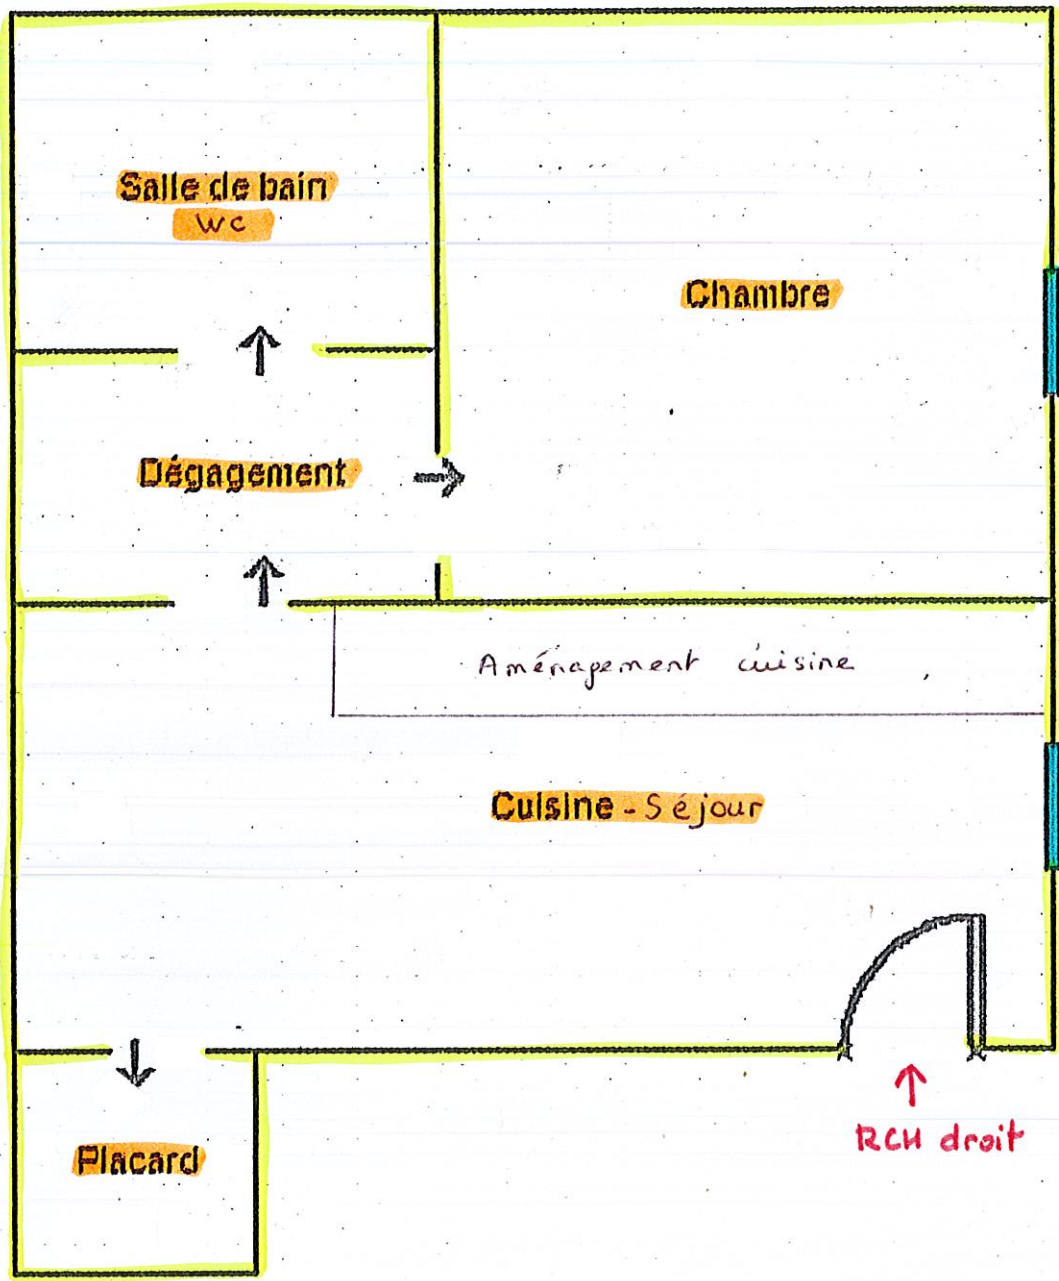 Salle de bain
WC
Chambre
Dégagement
Aménagement cuisine
Cuisine - Séjour
RCH droit
Placard